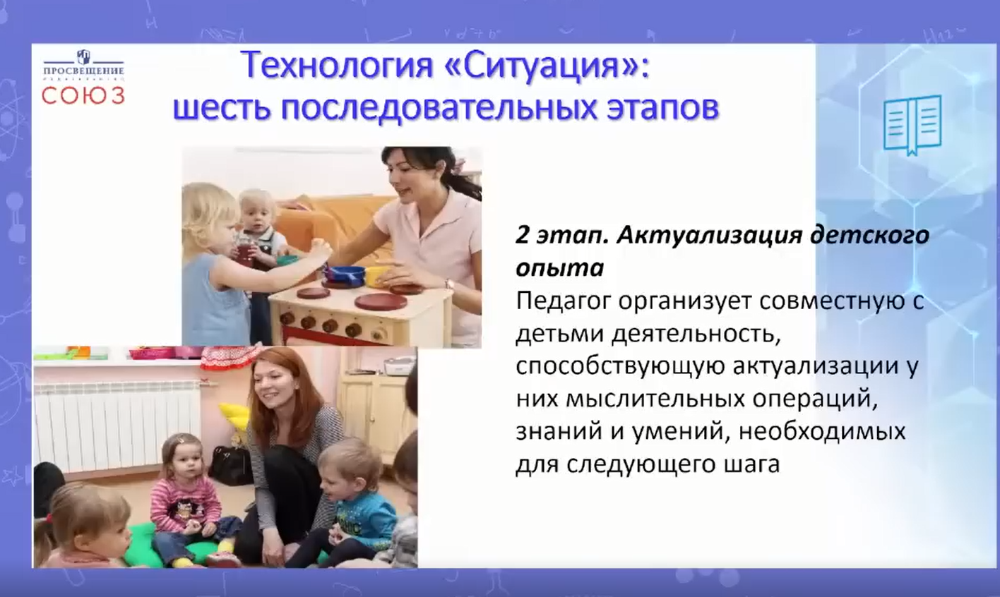 ПРОСВЕЩЕНИЕ
СОЮЗ
Технология «Ситуация»:
шесть последовательных этапов
2 этап. Актуализация детского
опыта
Педагог организует совместную с
детьми деятельность,
способствующую актуализации у
них мыслительных операций,
знаний и умений, необходимых
для следующего шага